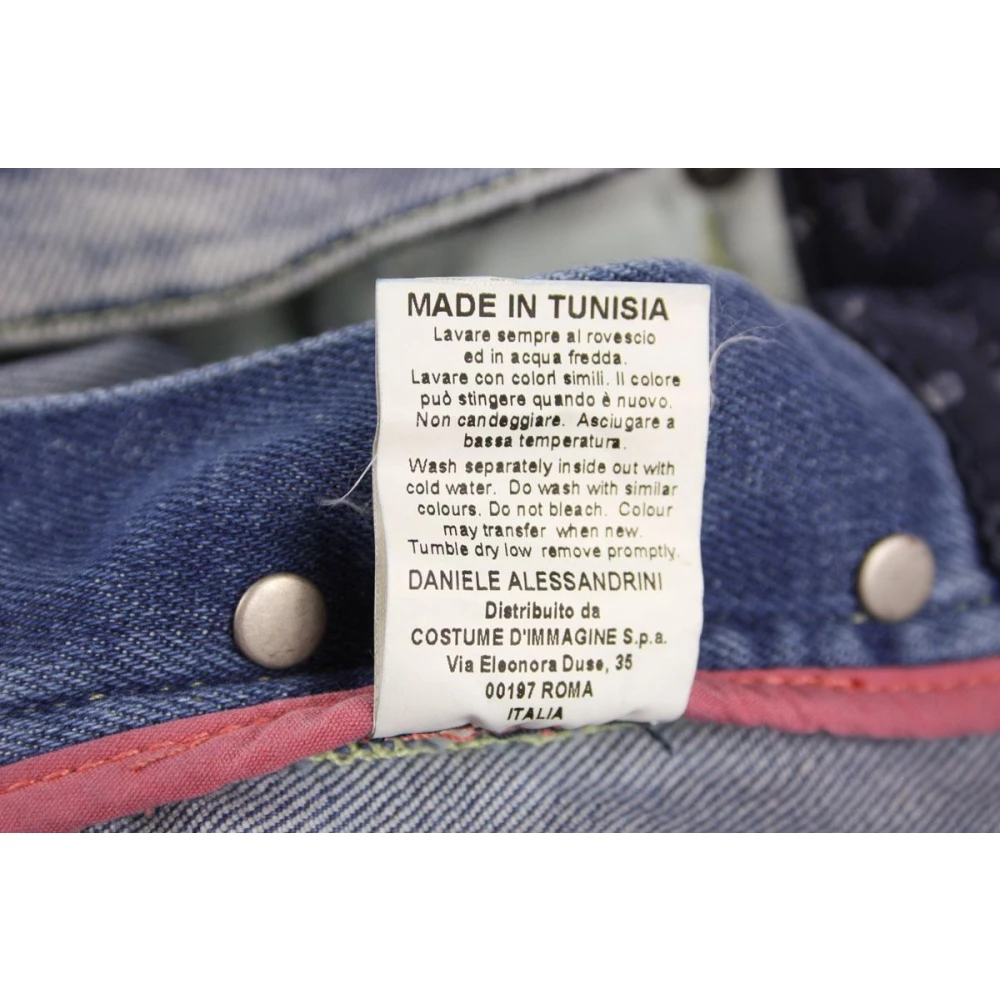 MADE IN TUNISIA
Lavare sempre al rovescio
ed in acqua fredda.
Lavare con colori simili. Il colore
può stingere quando è nuovo.
Non candeggiare. Asciugare a
bassa temperatura.
Wash separately inside out with
cold water. Do wash with similar
colours. Do not bleach. Colour
may transfer when new.
Tumble dry low remove promptly.
DANIELE ALESSANDRINI
Distribuito da
COSTUME D'IMMAGINE S.p.a.
Via Eleonora Duse, 35
00197 ROMA
ITALIA